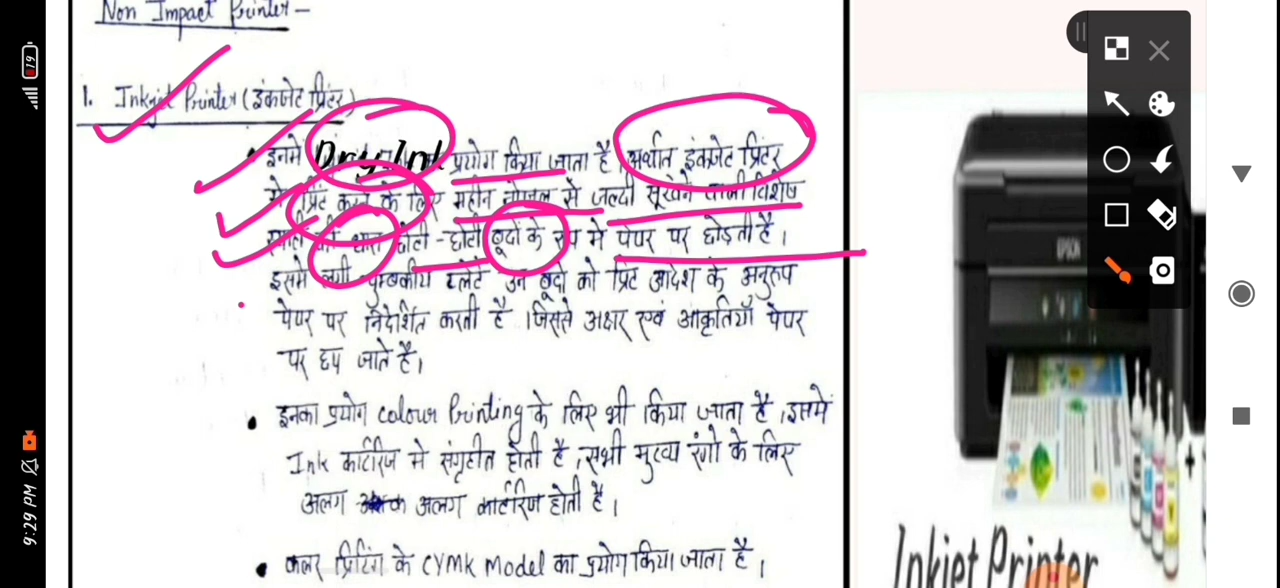 Non Impact Printer –
1. Inkjet Printer (इंकजेट प्रिंटर)
• इनमें Dry Ink प्रयोग किया जाता है, अर्थात इंकजेट प्रिंटर
में प्रिंट करने के लिए महीन नोजल से जल्दी सूखने वाली विशेष
स्याही की धार छोटी-छोटी बूदों के रूप मे पेपर पर छोड़ती है।
इसमे लगी चुम्बकीय प्लेटें उन बूदों को प्रिंट आदेश के अनुरूप
पेपर पर निर्देशित करती हैं।जिससे अक्षर एवं आकृतियाँ पेपर
पर छप जाते हैं।
• इनका प्रयोग colour Printing के लिए भी किया जाता है।इसमें
Ink कार्टरिज मे संगृहीत होती है,सभी मुख्य रंगो के लिए
अलग अलग कार्टरिज होती है।
• कलर प्रिंटिंग के CYMK Model का प्रयोग किया जाता है।
EPSON
Inkjet Printer
9:29 PM
19